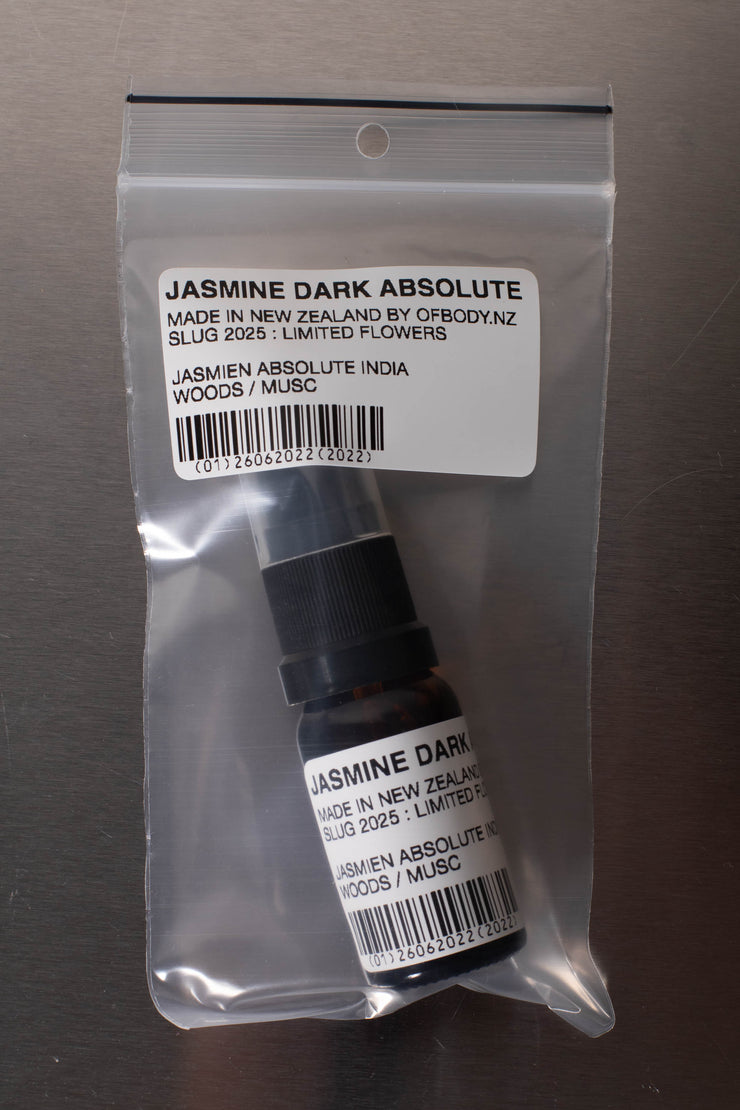 JASMINE DARK ABSOLUTE
MADE IN NEW ZEALAND BY OFBODY.NZ
SLUG 2025 : LIMITED FLOWERS
JASMIEN ABSOLUTE INDIA
WOODS / MUSC
(01)26062022(2022)
JASMINE DARK
MADE IN NEW ZEALAND
SLUG 2025 : LIMITED
JASMIEN ABSOLUTE
WOODS / MUSC
(01)26062022(2022)